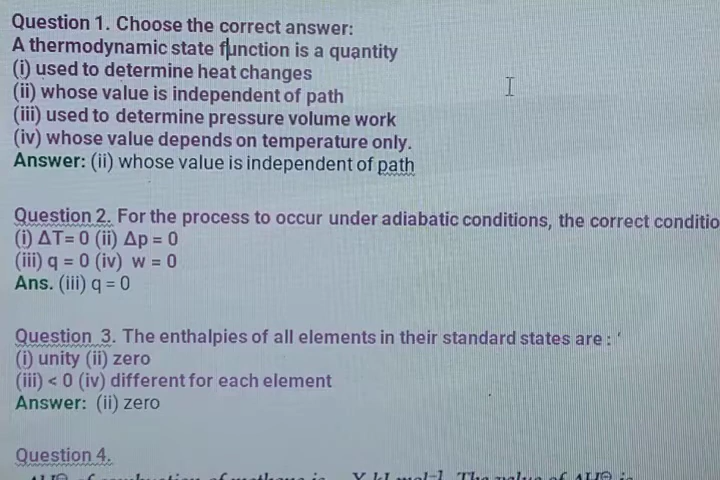 Question 1. Choose the correct answer:
A thermodynamic state function is a quantity
(i) used to determine heat changes
(ii) whose value is independent of path
(iii) used to determine pressure volume work
(iv) whose value depends on temperature only.
Answer: (ii) whose value is independent of path
Question 2. For the process to occur under adiabatic conditions, the correct conditio
(i) ΔT= 0 (ii) Δp = 0
(iii) q = 0 (iv) w = 0
Ans. (iii) q = 0
Question 3. The enthalpies of all elements in their standard states are : ‘
(i) unity (ii) zero
(iii) < 0 (iv) different for each element
Answer: (ii) zero
Question 4.